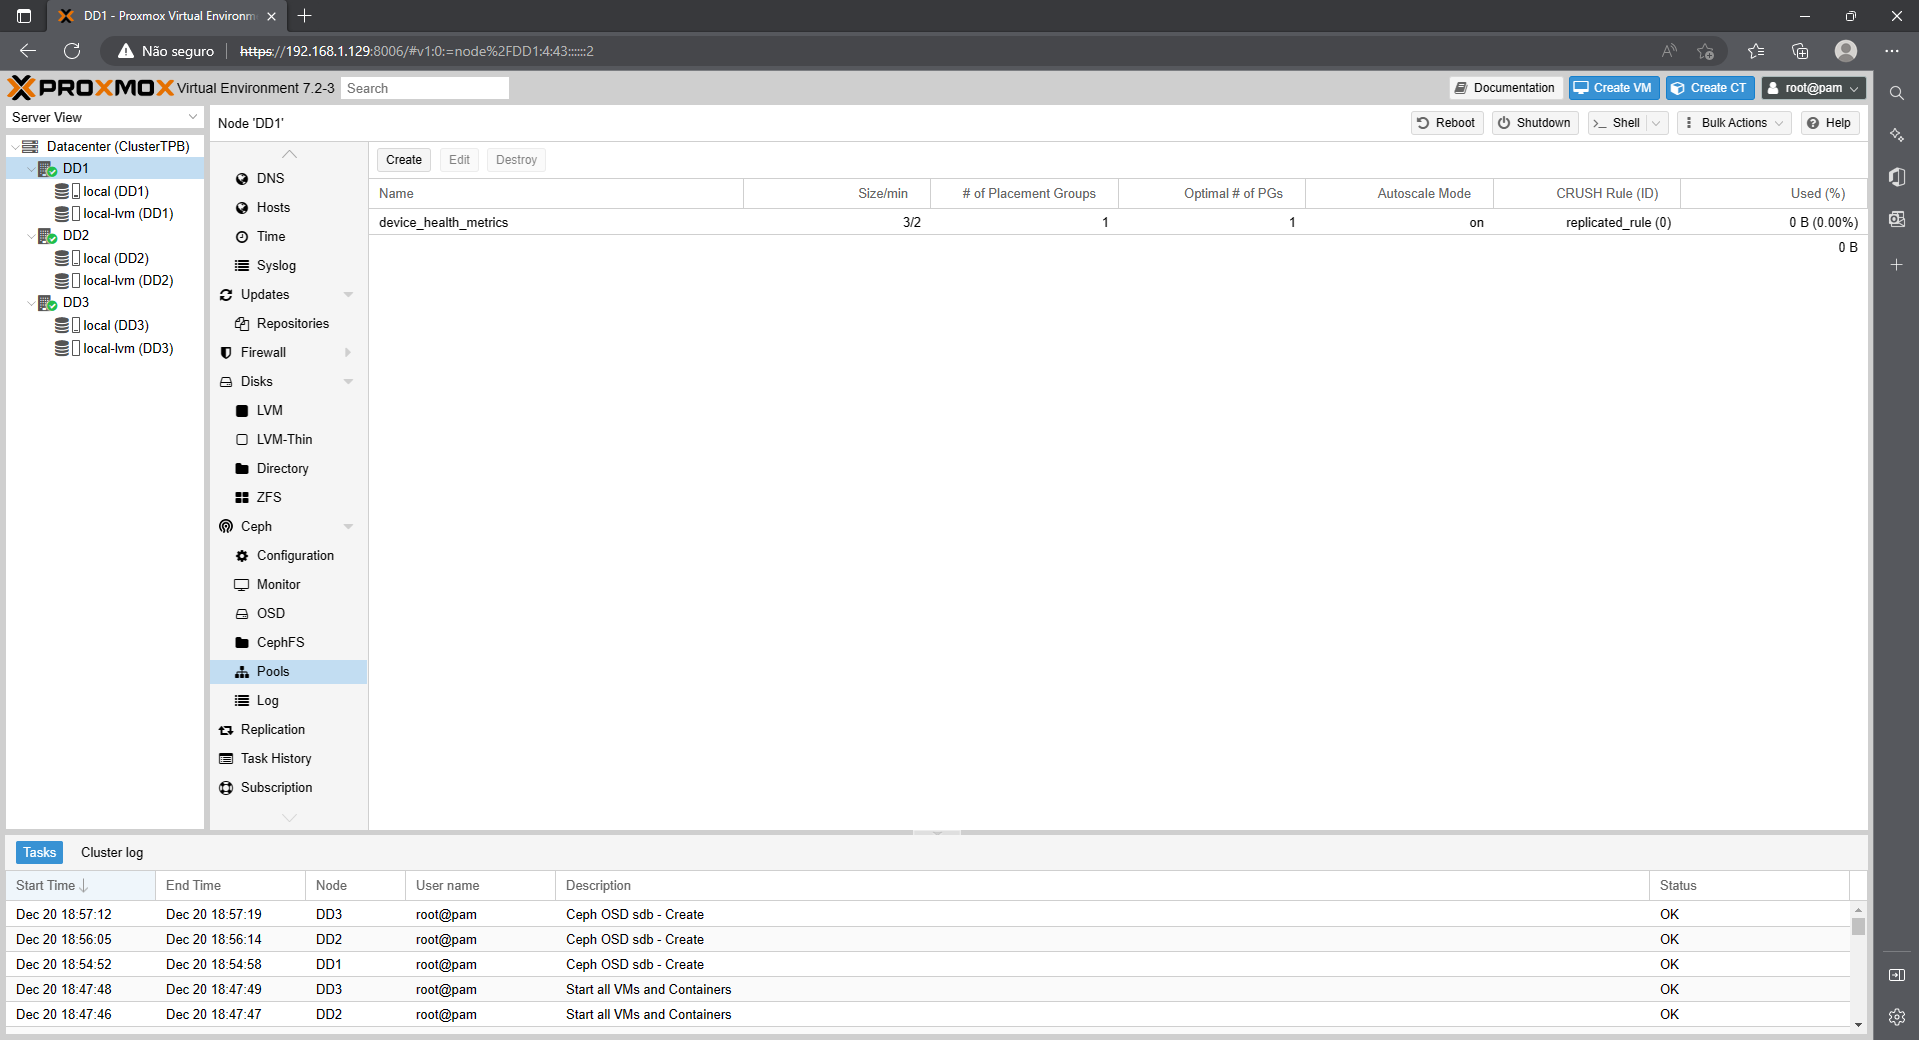 DD1 - Proxmox Virtual Environm
Não seguro https://192.168.1.129:8006/#v1:0:=node%2FDD1:4:43::::::2
PROXMOX Virtual Environment 7.2-3 Search Documentation Create VM Create CT root@pam
Server View
Node 'DD1' Reboot Shutdown Shell Bulk Actions Help
Datacenter (ClusterTPB)
DD1
local (DD1)
local-lvm (DD1)
DD2
local (DD2)
local-lvm (DD2)
DD3
local (DD3)
local-lvm (DD3)
DNS
Hosts
Time
Syslog
Updates
Repositories
Firewall
Disks
LVM
LVM-Thin
Directory
ZFS
Ceph
Configuration
Monitor
OSD
CephFS
Pools
Log
Replication
Task History
Subscription
Create Edit Destroy
Name Size/min # of Placement Groups Optimal # of PGs Autoscale Mode CRUSH Rule (ID) Used (%)
device_health_metrics 3/2 1 1 on replicated_rule (0) 0 B (0.00%)
0 B
Tasks Cluster log
Start Time End Time Node User name Description Status
Dec 20 18:57:12 Dec 20 18:57:19 DD3 root@pam Ceph OSD sdb - Create OK
Dec 20 18:56:05 Dec 20 18:56:14 DD2 root@pam Ceph OSD sdb - Create OK
Dec 20 18:54:52 Dec 20 18:54:58 DD1 root@pam Ceph OSD sdb - Create OK
Dec 20 18:47:48 Dec 20 18:47:49 DD3 root@pam Start all VMs and Containers OK
Dec 20 18:47:46 Dec 20 18:47:47 DD2 root@pam Start all VMs and Containers OK